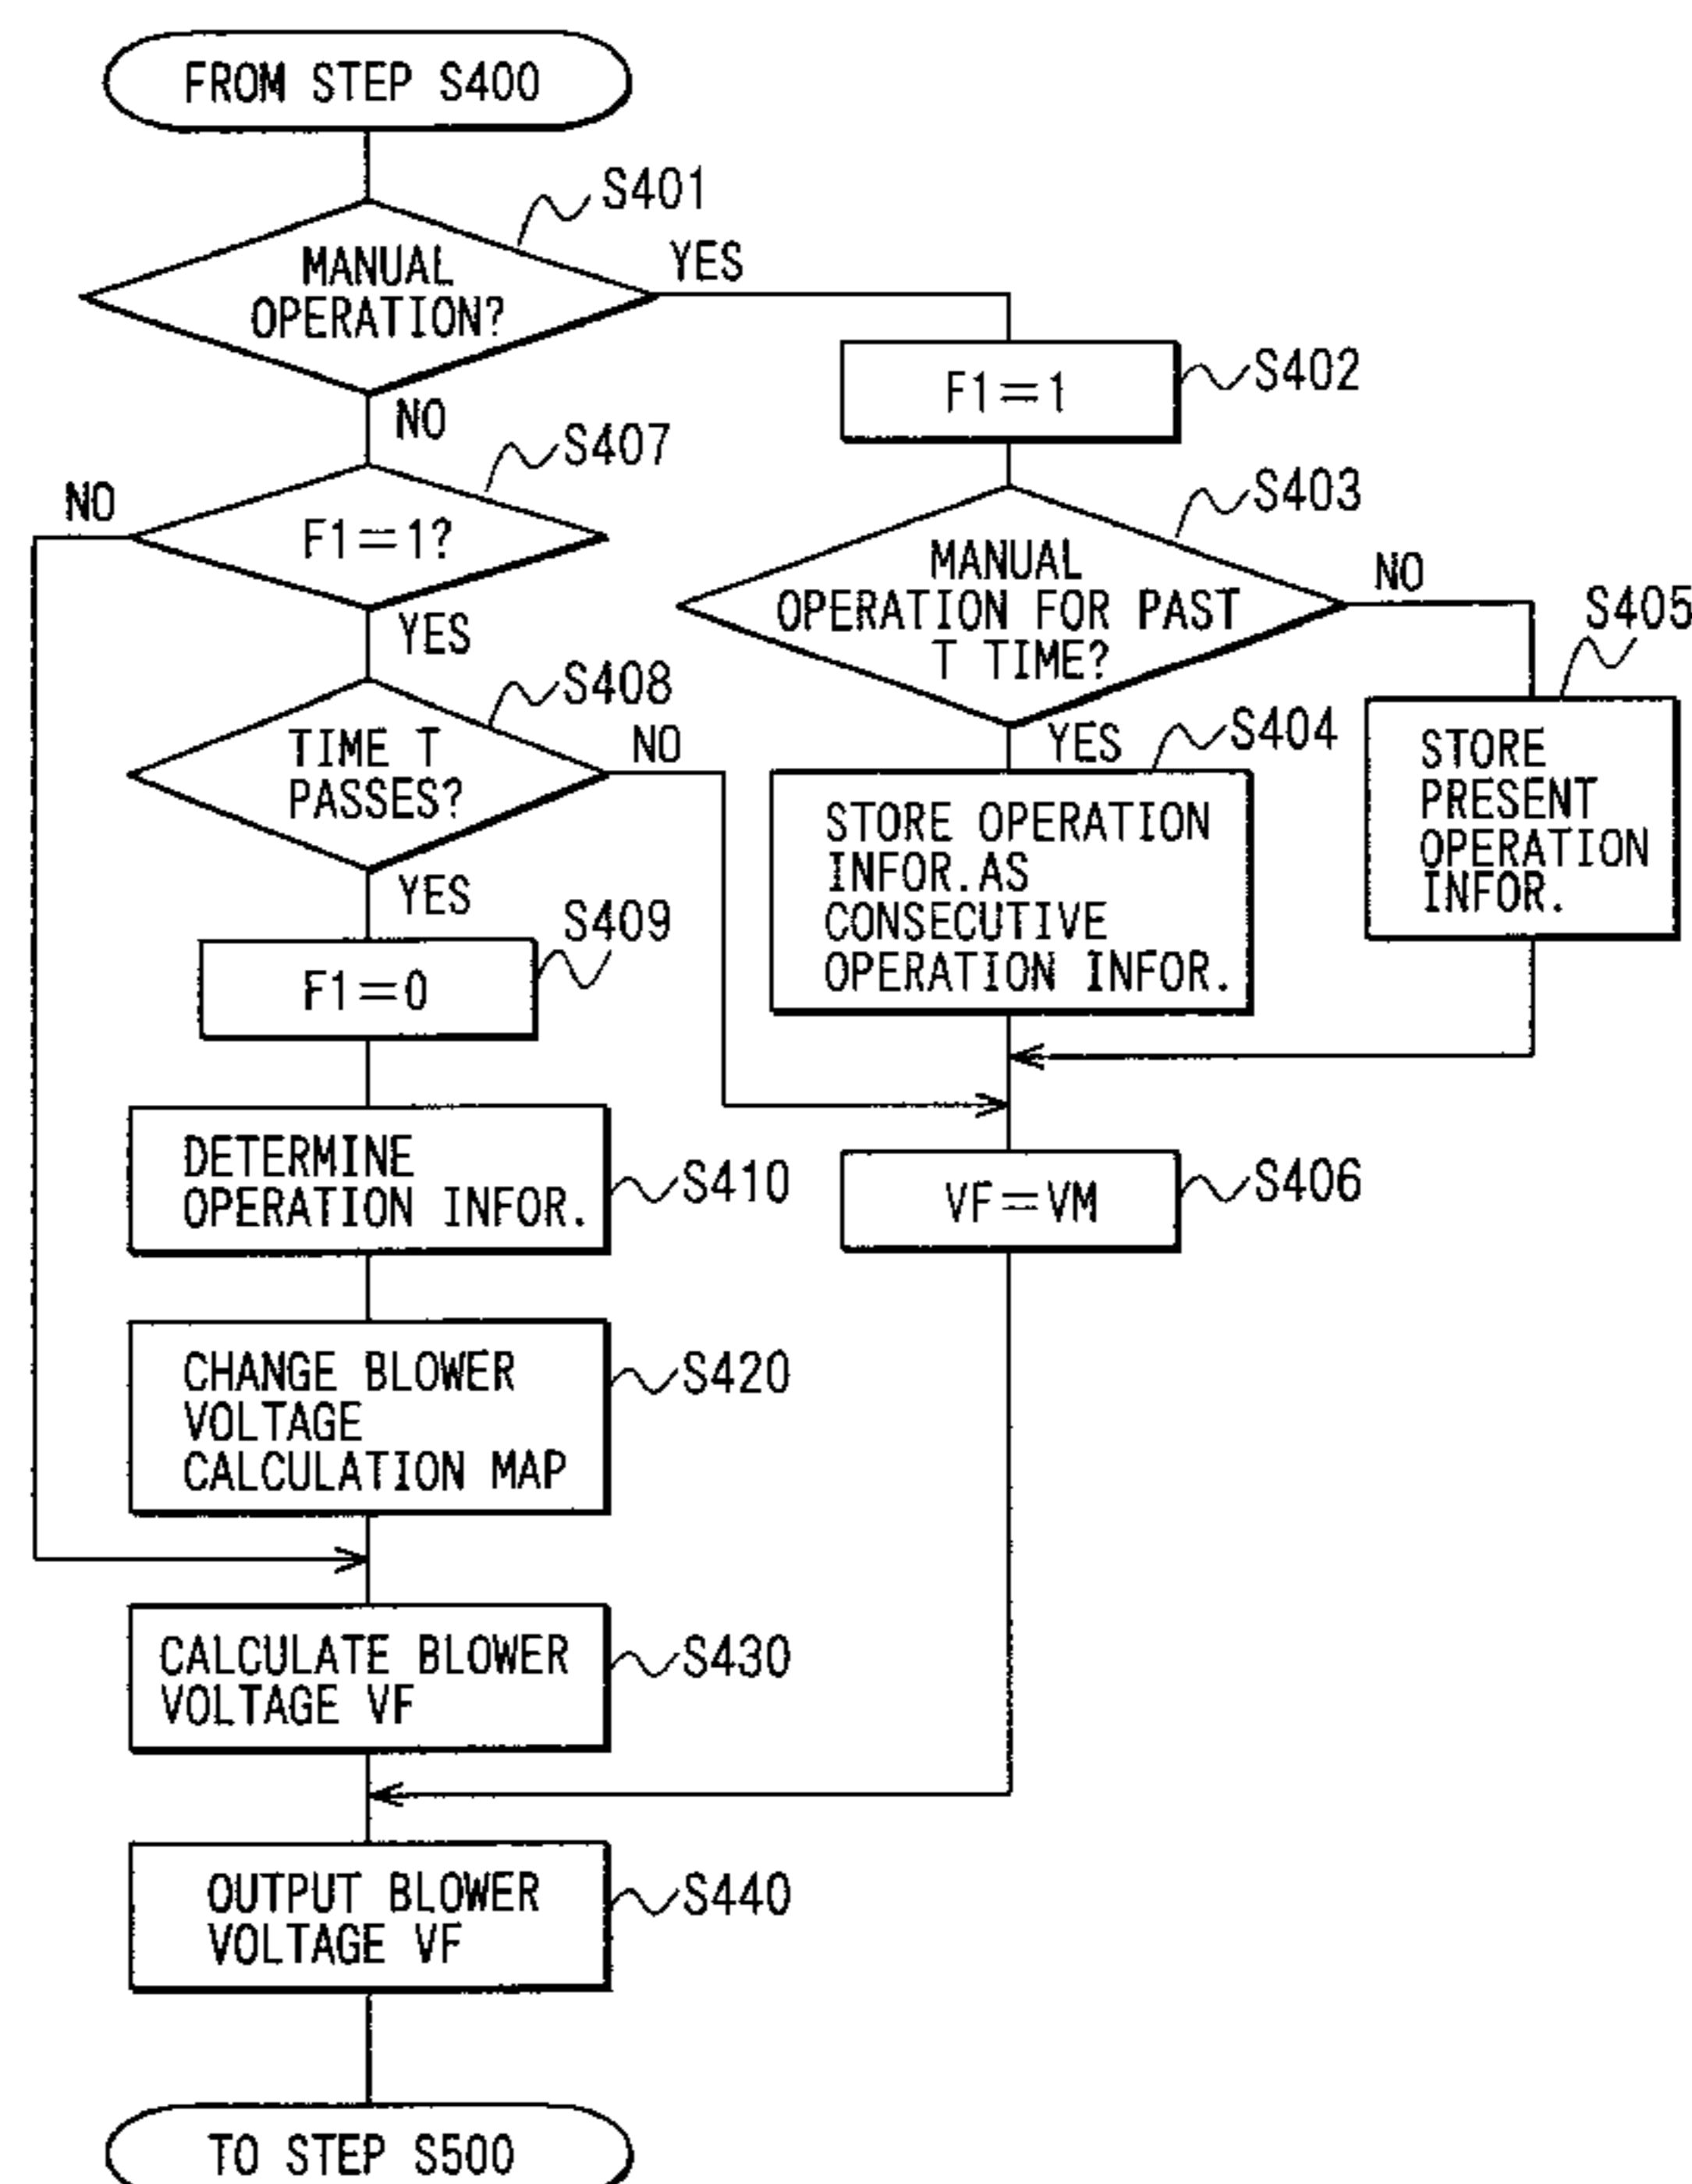 FROM STEP S400
S401
MANUAL
OPERATION?
YES
NO
F1=1
S402
S407
NO
F1=1?
YES
S403
MANUAL
OPERATION FOR PAST
T TIME?
NO
YES
S405
STORE
PRESENT
OPERATION
INFOR.
S408
TIME T
PASSES?
NO
YES
S404
STORE OPERATION
INFOR.AS
CONSECUTIVE
OPERATION INFOR.
S409
F1=0
DETERMINE
OPERATION INFOR.
S410
VF=VM
S406
CHANGE BLOWER
VOLTAGE
CALCULATION MAP
S420
CALCULATE BLOWER
VOLTAGE VF
S430
OUTPUT BLOWER
VOLTAGE VF
S440
TO STEP S500